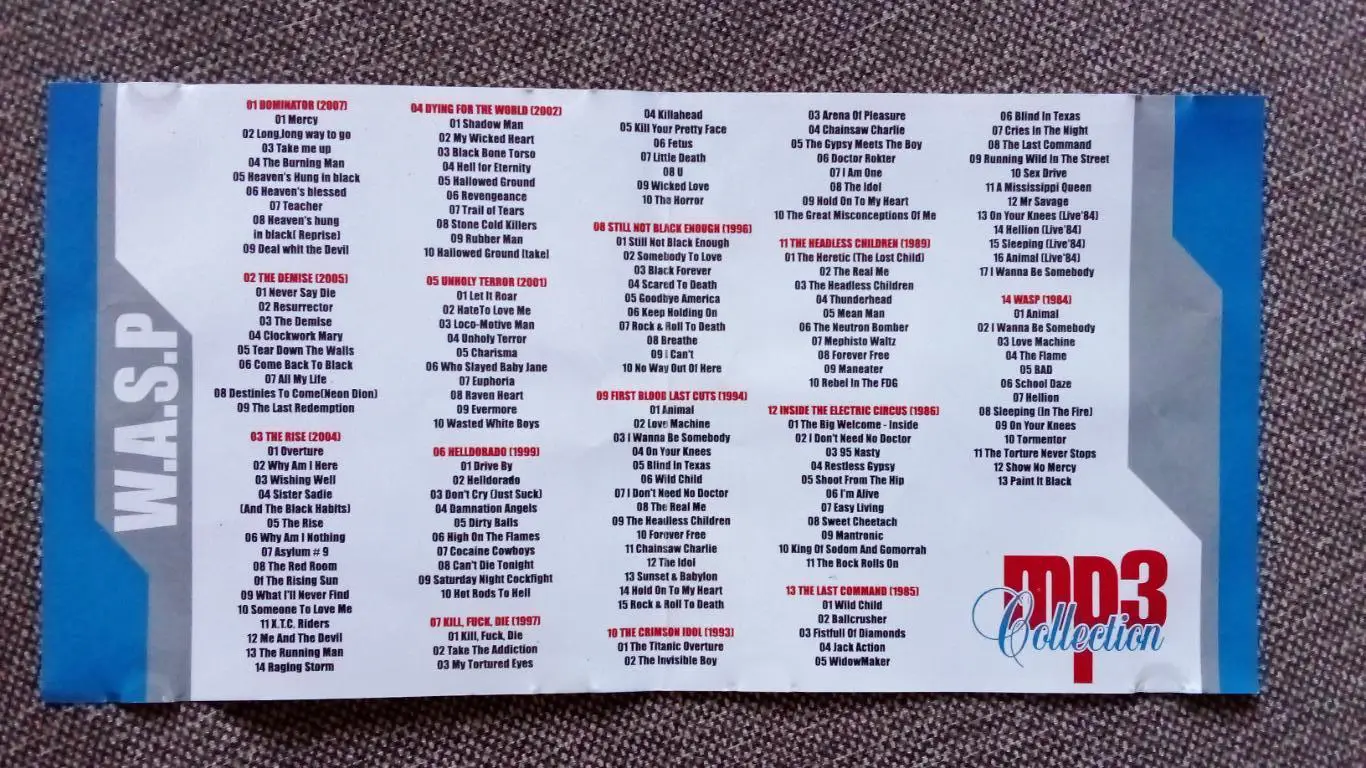 W.A.S.P
01 DOMINATOR (2007)
01 Mercy
02 Long,long way to go
03 Take me up
04 The Burning Man
05 Heaven's Hung in black
06 Heaven's blessed
07 Teacher
08 Heaven's hung
in black( Reprise)
09 Deal whit the Devil
02 THE DEMISE (2005)
01 Never Say Die
02 Resurrector
03 The Demise
04 Clockwork Mary
05 Tear Down The Walls
06 Come Back To Black
07 All My Life
08 Destinies To Come(Neon Dion)
09 The Last Redemption
03 THE RISE (2004)
01 Overture
02 Why Am I Here
03 Wishing Well
04 Sister Sadie
(And The Black Habits)
05 The Rise
06 Why Am I Nothing
07 Asylum # 9
08 The Red Room
Of The Rising Sun
09 What I'll Never Find
10 Someone To Love Me
11 X.T.C. Riders
12 Me And The Devil
13 The Running Man
14 Raging Storm
04 DYING FOR THE WORLD (2002)
01 Shadow Man
02 My Wicked Heart
03 Black Bone Torso
04 Hell for Eternity
05 Hallowed Ground
06 Revengeance
07 Trail of Tears
08 Stone Cold Killers
09 Rubber Man
10 Hallowed Ground [take]
05 UNHOLY TERROR (2001)
01 Let It Roar
02 HateTo Love Me
03 Loco-Motive Man
04 Unholy Terror
05 Charisma
06 Who Slayed Baby Jane
07 Euphoria
08 Raven Heart
09 Evermore
10 Wasted White Boys
06 HELLDORADO (1999)
01 Drive By
02 Helldorado
03 Don't Cry (Just Suck)
04 Damnation Angels
05 Dirty Balls
06 High On The Flames
07 Cocaine Cowboys
08 Can't Die Tonight
09 Saturday Night Cockfight
10 Hot Rods To Hell
07 KILL, FUCK, DIE (1997)
01 Kill, Fuck, Die
02 Take The Addiction
03 My Tortured Eyes
04 Killahead
05 Kill Your Pretty Face
06 Fetus
07 Little Death
08 U
09 Wicked Love
10 The Horror
08 STILL NOT BLACK ENOUGH (1996)
01 Still Not Black Enough
02 Somebody To Love
03 Black Forever
04 Scared To Death
05 Goodbye America
06 Keep Holding On
07 Rock & Roll To Death
08 Breathe
09 I Can't
10 No Way Out Of Here
09 FIRST BLOOD LAST CUTS (1994)
01 Animal
02 Love Machine
03 I Wanna Be Somebody
04 On Your Knees
05 Blind In Texas
06 Wild Child
07 I Don't Need No Doctor
08 The Real Me
09 The Headless Children
10 Forever Free
11 Chainsaw Charlie
12 The Idol
13 Sunset & Babylon
14 Hold On To My Heart
15 Rock & Roll To Death
10 THE CRIMSON IDOL (1993)
01 The Titanic Overture
02 The Invisible Boy
03 Arena Of Pleasure
04 Chainsaw Charlie
05 The Gypsy Meets The Boy
06 Doctor Rokter
07 I Am One
08 The Idol
09 Hold On To My Heart
10 The Great Misconceptions Of Me
11 THE HEADLESS CHILDREN (1989)
01 The Heretic (The Lost Child)
02 The Real Me
03 The Headless Children
04 Thunderhead
05 Mean Man
06 The Neutron Bomber
07 Mephisto Waltz
08 Forever Free
09 Maneater
10 Rebel In The FDG
12 INSIDE THE ELECTRIC CIRCUS (1986)
01 The Big Welcome - Inside
02 I Don't Need No Doctor
03 95 Nasty
04 Restless Gypsy
05 Shoot From The Hip
06 I'm Alive
07 Easy Living
08 Sweet Cheetach
09 Mantronic
10 King Of Sodom And Gomorrah
11 The Rock Rolls On
13 THE LAST COMMAND (1985)
01 Wild Child
02 Ballcrusher
03 Fistfull Of Diamonds
04 Jack Action
05 WidowMaker
06 Blind In Texas
07 Cries In The Night
08 The Last Command
09 Running Wild In The Street
10 Sex Drive
11 A Mississippi Queen
12 Mr Savage
13 On Your Knees (Live'84)
14 Hellion (Live'84)
15 Sleeping (Live'84)
16 Animal (Live'84)
17 I Wanna Be Somebody
14 WASP (1984)
01 Animal
02 I Wanna Be Somebody
03 Love Machine
04 The Flame
05 BAD
06 School Daze
07 Hellion
08 Sleeping (In The Fire)
09 On Your Knees
10 Tormentor
11 The Torture Never Stops
12 Show No Mercy
13 Paint It Black
mp3
Collection